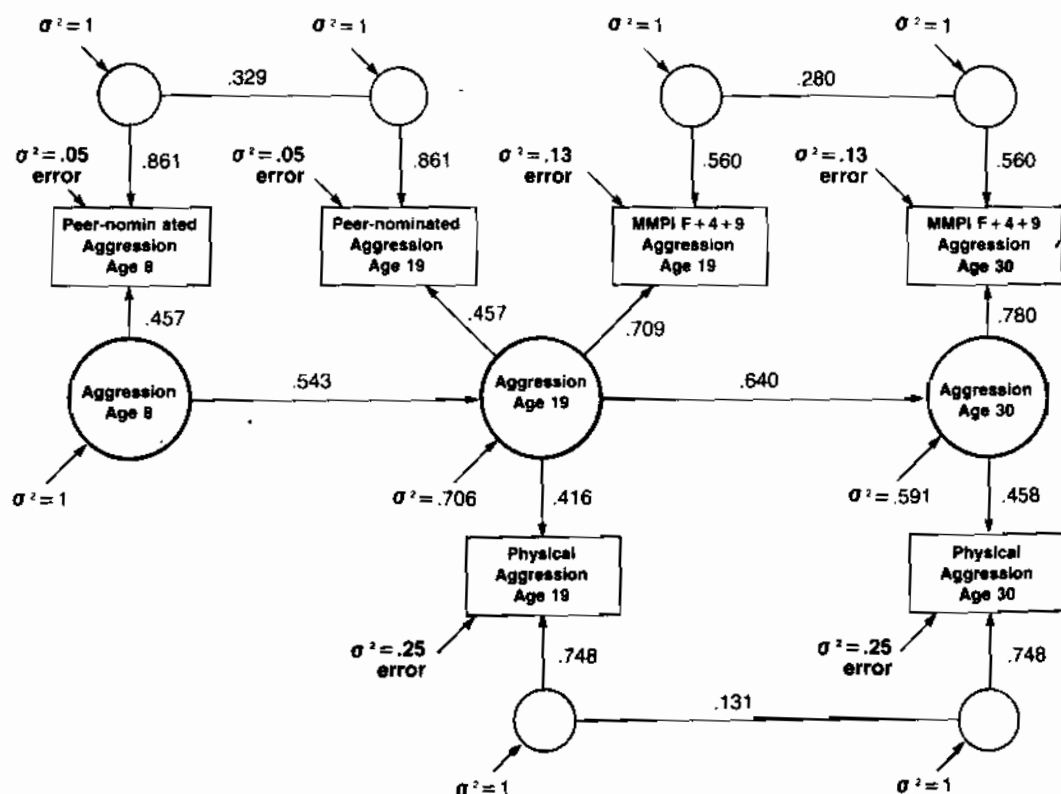 σ² = 1
σ² = 1
σ² = 1
σ² = 1
.329
.280
σ² = .05
error
.861
σ² = .05
error
.861
σ² = .13
error
.560
σ² = .13
error
.560
Peer-nomin ated
Aggression
Age 8
Peer-nominated
Aggression
Age 19
MMPI F + 4 + 9
Aggression
Age 19
MMPI F + 4 + 9
Aggression
Age 30
.457
.457
.709
.780
Aggression
Age 8
.543
Aggression
Age 19
.640
Aggression
Age 30
σ² = 1
σ² = .706
.416
σ² = .591
.458
Physical
Aggression
Age 19
Physical
Aggression
Age 30
σ² = .25
error
.748
σ² = .25
error
.748
.131
σ² = 1
σ² = 1